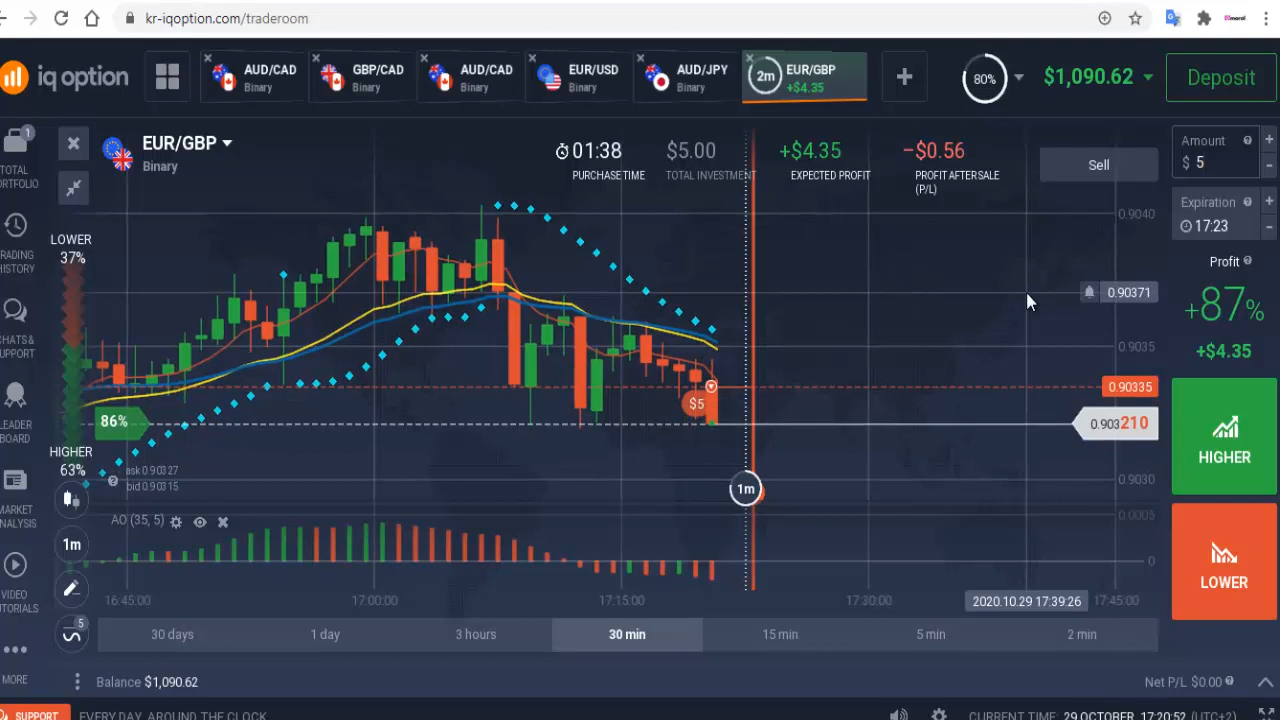 kr-iqoption.com/traderoom
iq option
AUD/CAD
Binary
GBP/CAD
Binary
AUD/CAD
Binary
EUR/USD
Binary
AUD/JPY
Binary
2m
EUR/GBP
+$4.35
80%
$1,090.62
Deposit
1
TOTAL
PORTFOLIO
EUR/GBP
Binary
01:38
PURCHASE TIME
$5.00
TOTAL INVESTMENT
+$4.35
EXPECTED PROFIT
−$0.56
PROFIT AFTER SALE
(P/L)
Sell
Amount
$ 5
Expiration
17:23
Profit
+87%
+$4.35
HIGHER
LOWER
TRADING
HISTORY
CHATS &
SUPPORT
LEADER
BOARD
MARKET
ANALYSIS
VIDEO
TUTORIALS
MORE
LOWER
37%
86%
HIGHER
63%
ask 0.90327
bid 0.90315
0.9040
0.90371
0.9035
0.90335
0.903210
0.9030
$5
1m
AO (35, 5)
0.0005
0
1m
5
16:45:00
17:00:00
17:15:00
17:30:00
2020.10.29 17:39:26
17:45:00
30 days
1 day
3 hours
30 min
15 min
5 min
2 min
Balance $1,090.62
Net P/L $0.00
SUPPORT
EVERY DAY, AROUND THE CLOCK
CURRENT TIME: 29 OCTOBER, 17:20:52 (UTC+2)